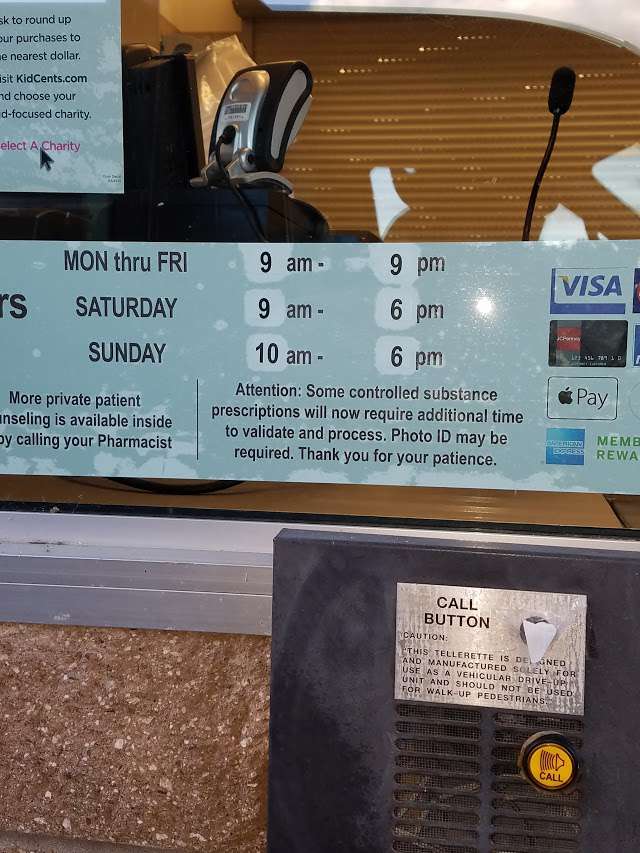 sk to round up
our purchases to
e nearest dollar.
isit KidCents.com
nd choose your
d-focused charity.
elect A Charity
MON thru FRI 9 am - 9 pm
rs SATURDAY 9 am - 6 pm
SUNDAY 10 am - 6 pm
More private patient
unseling is available inside
by calling your Pharmacist
Attention: Some controlled substance
prescriptions will now require additional time
to validate and process. Photo ID may be
required. Thank you for your patience.
VISA
JCPenney
Pay
AMERICAN
EXPRESS
MEMB
REWA
CALL
BUTTON
CAUTION:
THIS TELLERETTE IS DESIGNED
AND MANUFACTURED SOLELY FOR
USE AS A VEHICULAR DRIVE-UP
UNIT AND SHOULD NOT BE USED
FOR WALK-UP PEDESTRIANS.
CALL